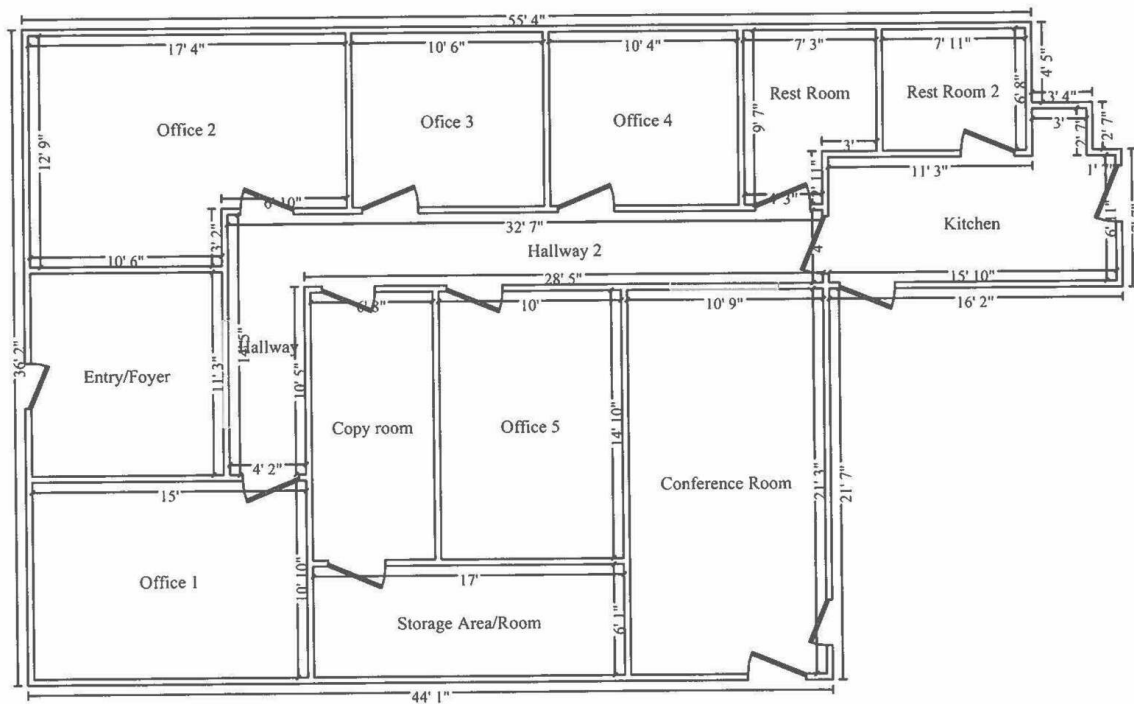 55' 4"
17' 4"
10' 6"
10' 4"
7' 3"
7' 11"
4' 5"
3' 4"
Rest Room
Rest Room 2
6' 8"
3'
2' 7"
2' 7"
Office 2
Ofice 3
Office 4
9' 7"
12' 9"
3'
11' 3"
6' 10"
4' 3"
32' 7"
3' 2"
Hallway 2
4'
Kitchen
10' 6"
28' 5"
15' 10"
16' 2"
6' 8"
10'
10' 9"
36' 2"
Entry/Foyer
11' 3"
14' 5"
Hallway
10' 5"
Copy room
Office 5
14' 10"
Conference Room
21' 3"
21' 7"
4' 2"
15'
Office 1
10' 10"
17'
Storage Area/Room
6' 1"
44' 1"